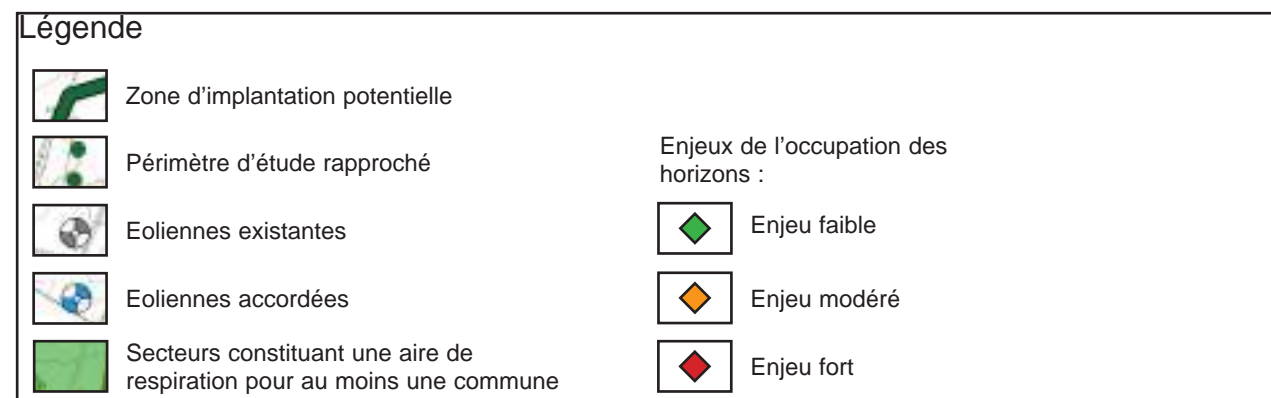 Légende
Zone d'implantation potentielle
Périmètre d'étude rapproché
Eoliennes existantes
Eoliennes accordées
Secteurs constituant une aire de
respiration pour au moins une commune
Enjeux de l'occupation des
horizons :
Enjeu faible
Enjeu modéré
Enjeu fort